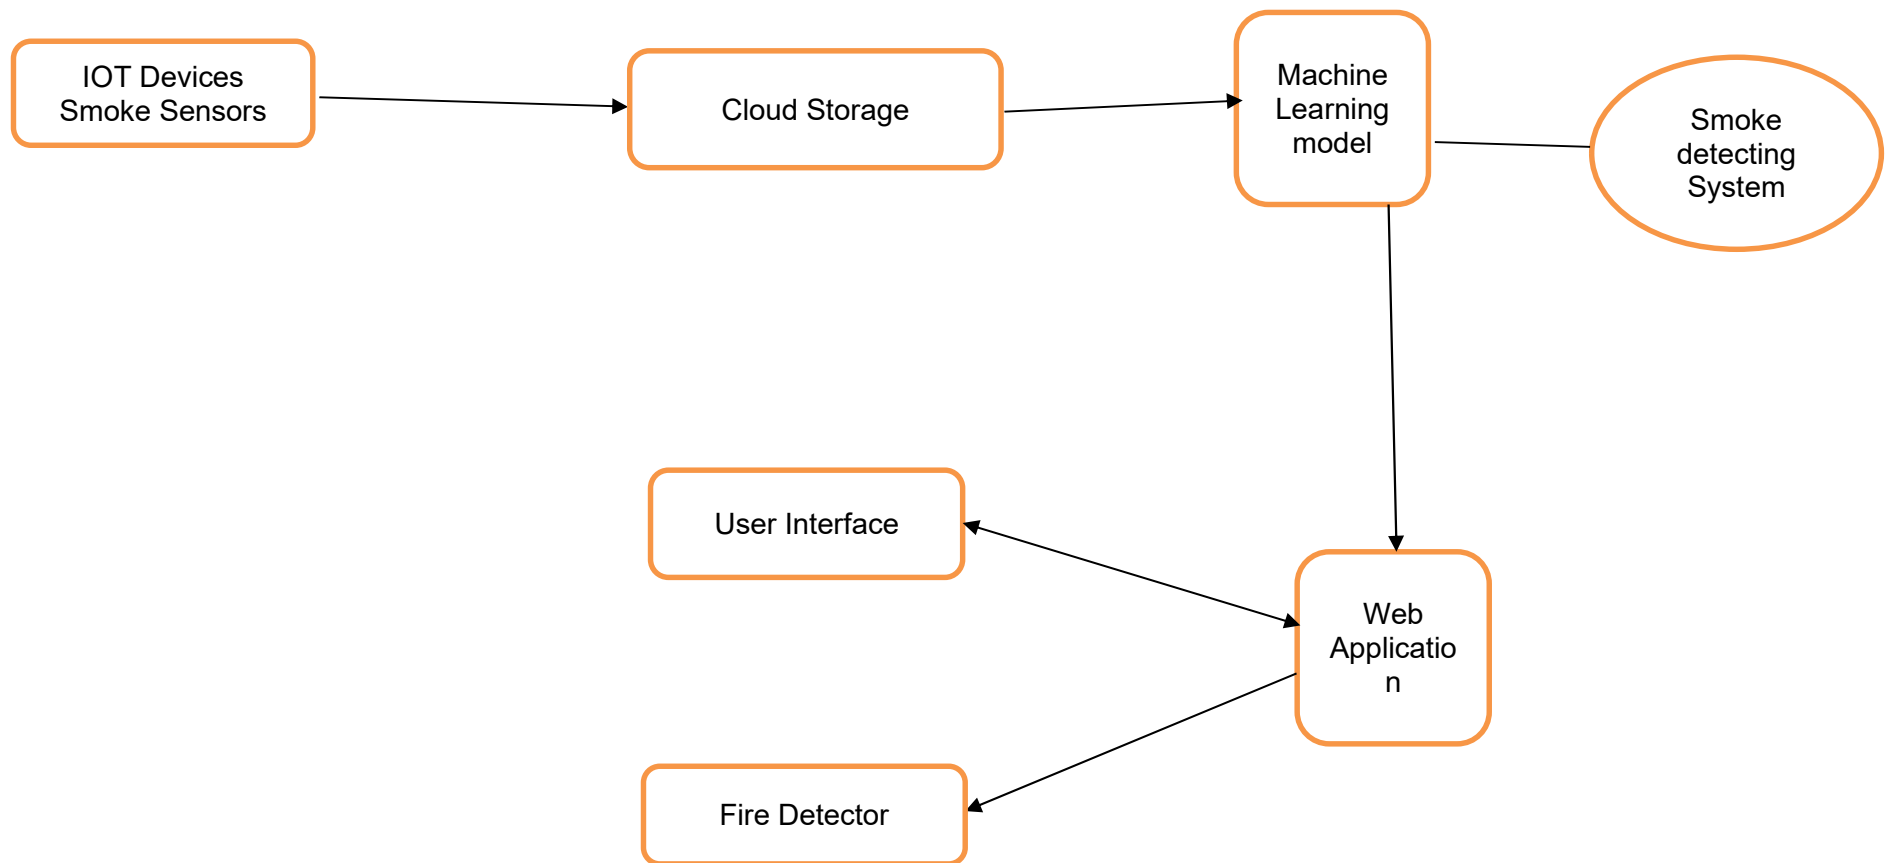 IOT Devices
Smoke Sensors
Cloud Storage
Machine
Learning
model
Smoke
detecting
System
User Interface
Web
Applicatio
n
Fire Detector